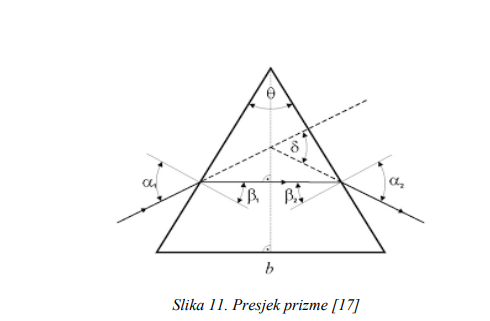 θ
δ
α₁ β₁ β₂ α₂
b
Slika 11. Presjek prizme [17]